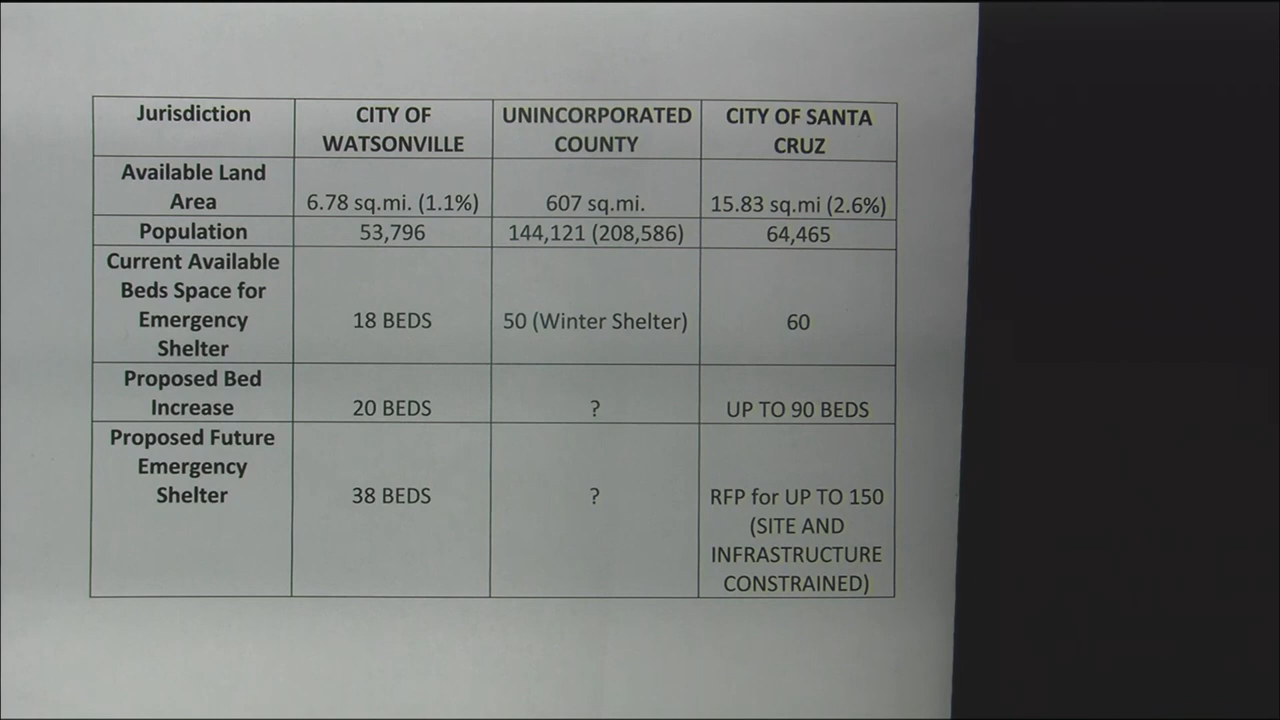 Jurisdiction
CITY OF
WATSONVILLE
UNINCORPORATED
COUNTY
CITY OF SANTA
CRUZ
Available Land
Area
6.78 sq.mi. (1.1%)
607 sq.mi.
15.83 sq.mi (2.6%)
Population
53,796
144,121 (208,586)
64,465
Current Available
Beds Space for
Emergency
Shelter
18 BEDS
50 (Winter Shelter)
60
Proposed Bed
Increase
20 BEDS
?
UP TO 90 BEDS
Proposed Future
Emergency
Shelter
38 BEDS
?
RFP for UP TO 150
(SITE AND
INFRASTRUCTURE
CONSTRAINED)